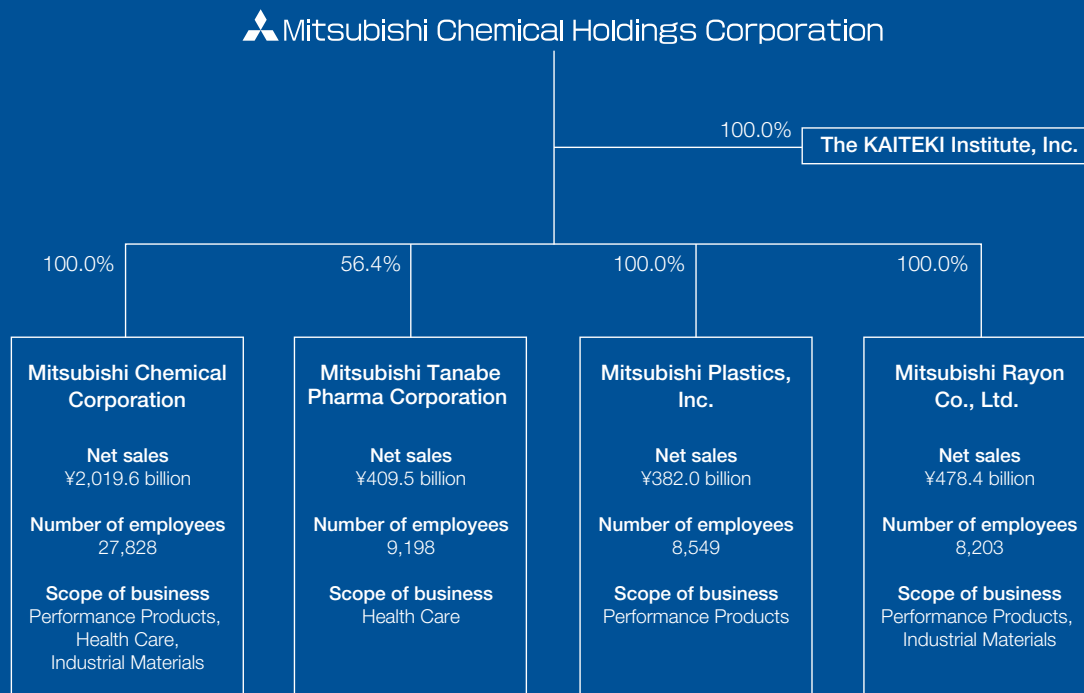 Mitsubishi Chemical Holdings Corporation
100.0%
The KAITEKI Institute, Inc.
100.0%
56.4%
100.0%
100.0%
Mitsubishi Chemical
Corporation
Net sales
¥2,019.6 billion
Number of employees
27,828
Scope of business
Performance Products,
Health Care,
Industrial Materials
Mitsubishi Tanabe
Pharma Corporation
Net sales
¥409.5 billion
Number of employees
9,198
Scope of business
Health Care
Mitsubishi Plastics,
Inc.
Net sales
¥382.0 billion
Number of employees
8,549
Scope of business
Performance Products
Mitsubishi Rayon
Co., Ltd.
Net sales
¥478.4 billion
Number of employees
8,203
Scope of business
Performance Products,
Industrial Materials